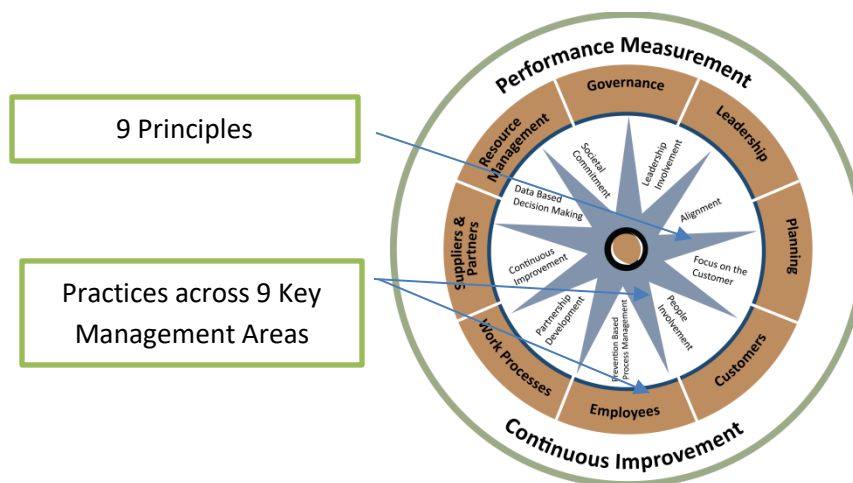 Performance Measurement
9 Principles
Practices across 9 Key
Management Areas
Governance
Leadership
Planning
Customers
Employees
Work Processes
Suppliers &
Partners
Resource
Management
Leadership
Involvement
Alignment
Focus on the
Customer
People
Involvement
Prevention Based
Process Management
Partnership
Development
Continuous
Improvement
Data Based
Decision Making
Societal
Commitment
Continuous Improvement